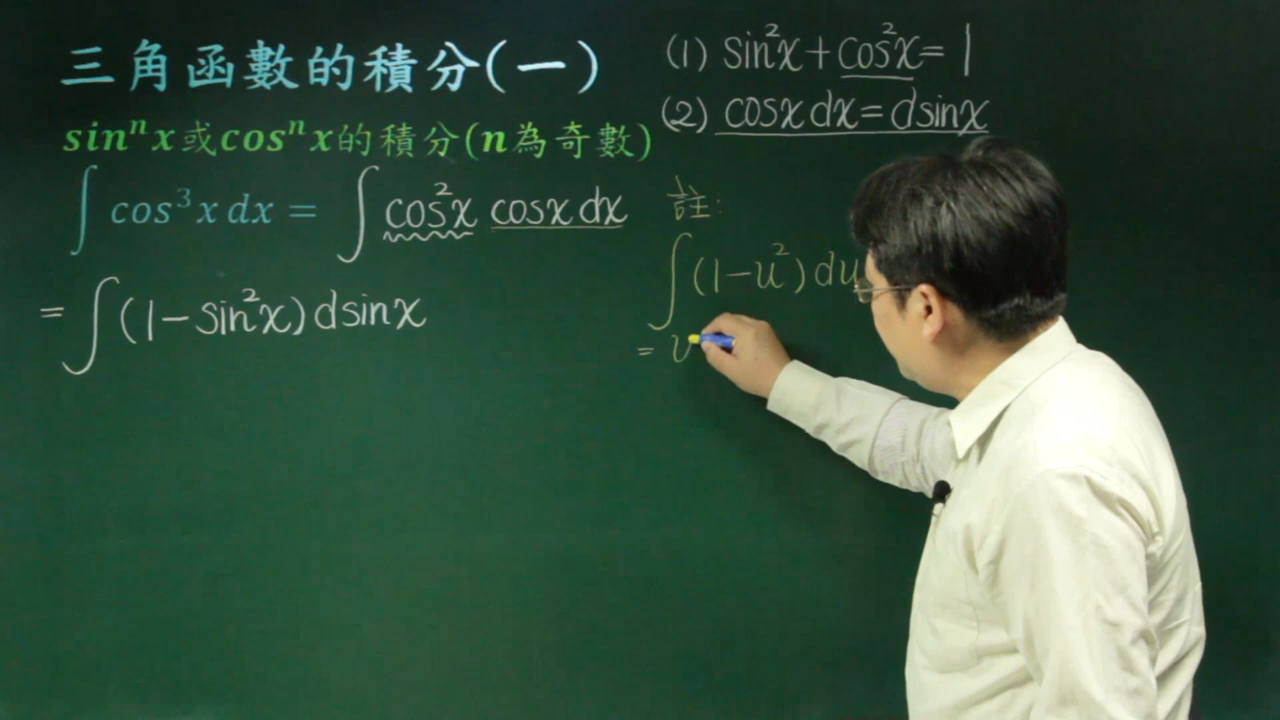 三角函數的積分(一)
sinⁿx或cosⁿx的積分(n為奇數)
∫ cos³x dx = ∫ cos²x cosx dx
= ∫ (1 − sin²x) dsinx
(1) sin²x + cos²x = 1
(2) cosx dx = dsinx
註:
∫ (1 − u²) du
= u